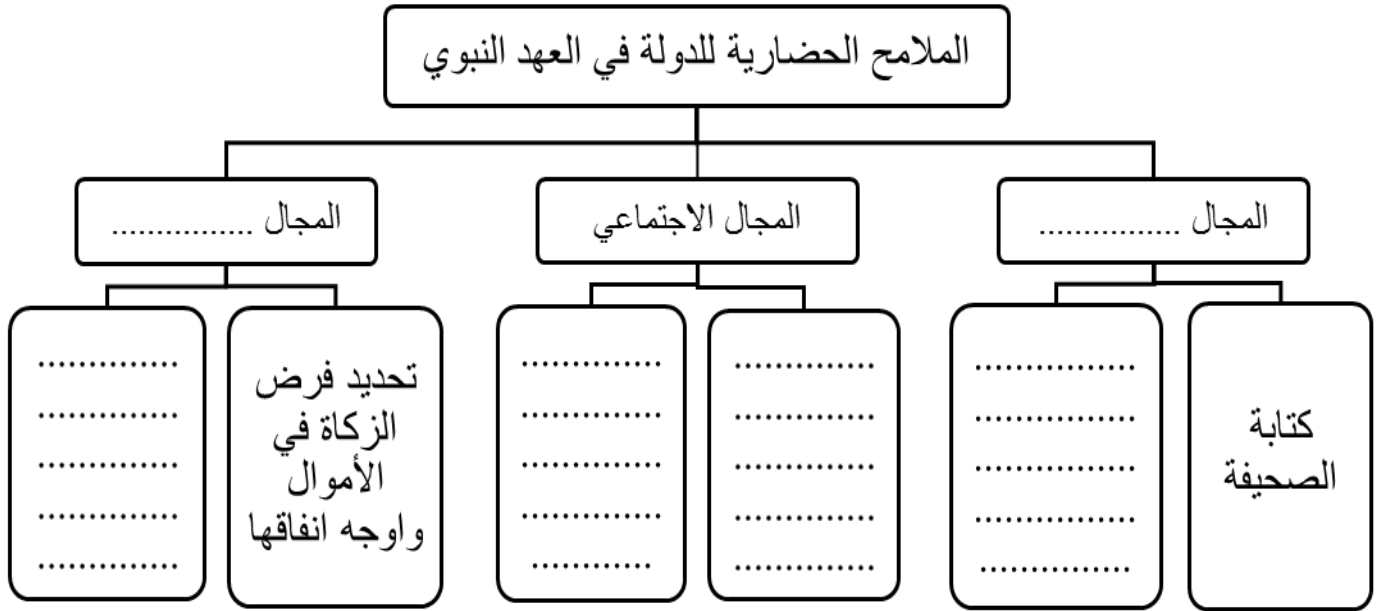 الملامح الحضارية للدولة في العهد النبوي
المجال ................
المجال الاجتماعي
المجال ................
كتابة
الصحيفة
................
................
................
................
...............
..............
..............
..............
..............
..............
..............
..............
..............
..............
............
تحديد فرض
الزكاة في
الأموال
واوجه انفاقها
..............
..............
..............
..............
..............